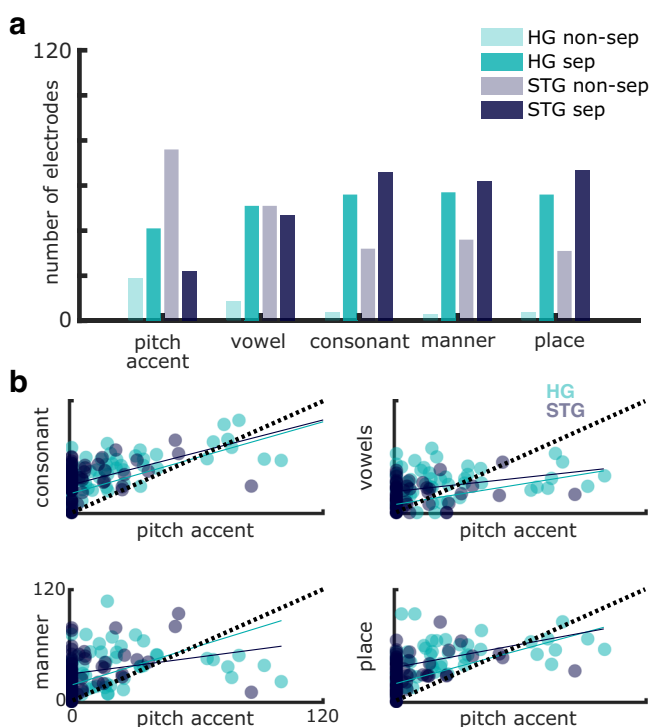 a
120
number of electrodes
0
HG non-sep
HG sep
STG non-sep
STG sep
pitch
accent
vowel
consonant
manner
place
b
consonant
pitch accent
HG
STG
vowels
pitch accent
120
manner
0
0
120
pitch accent
place
pitch accent